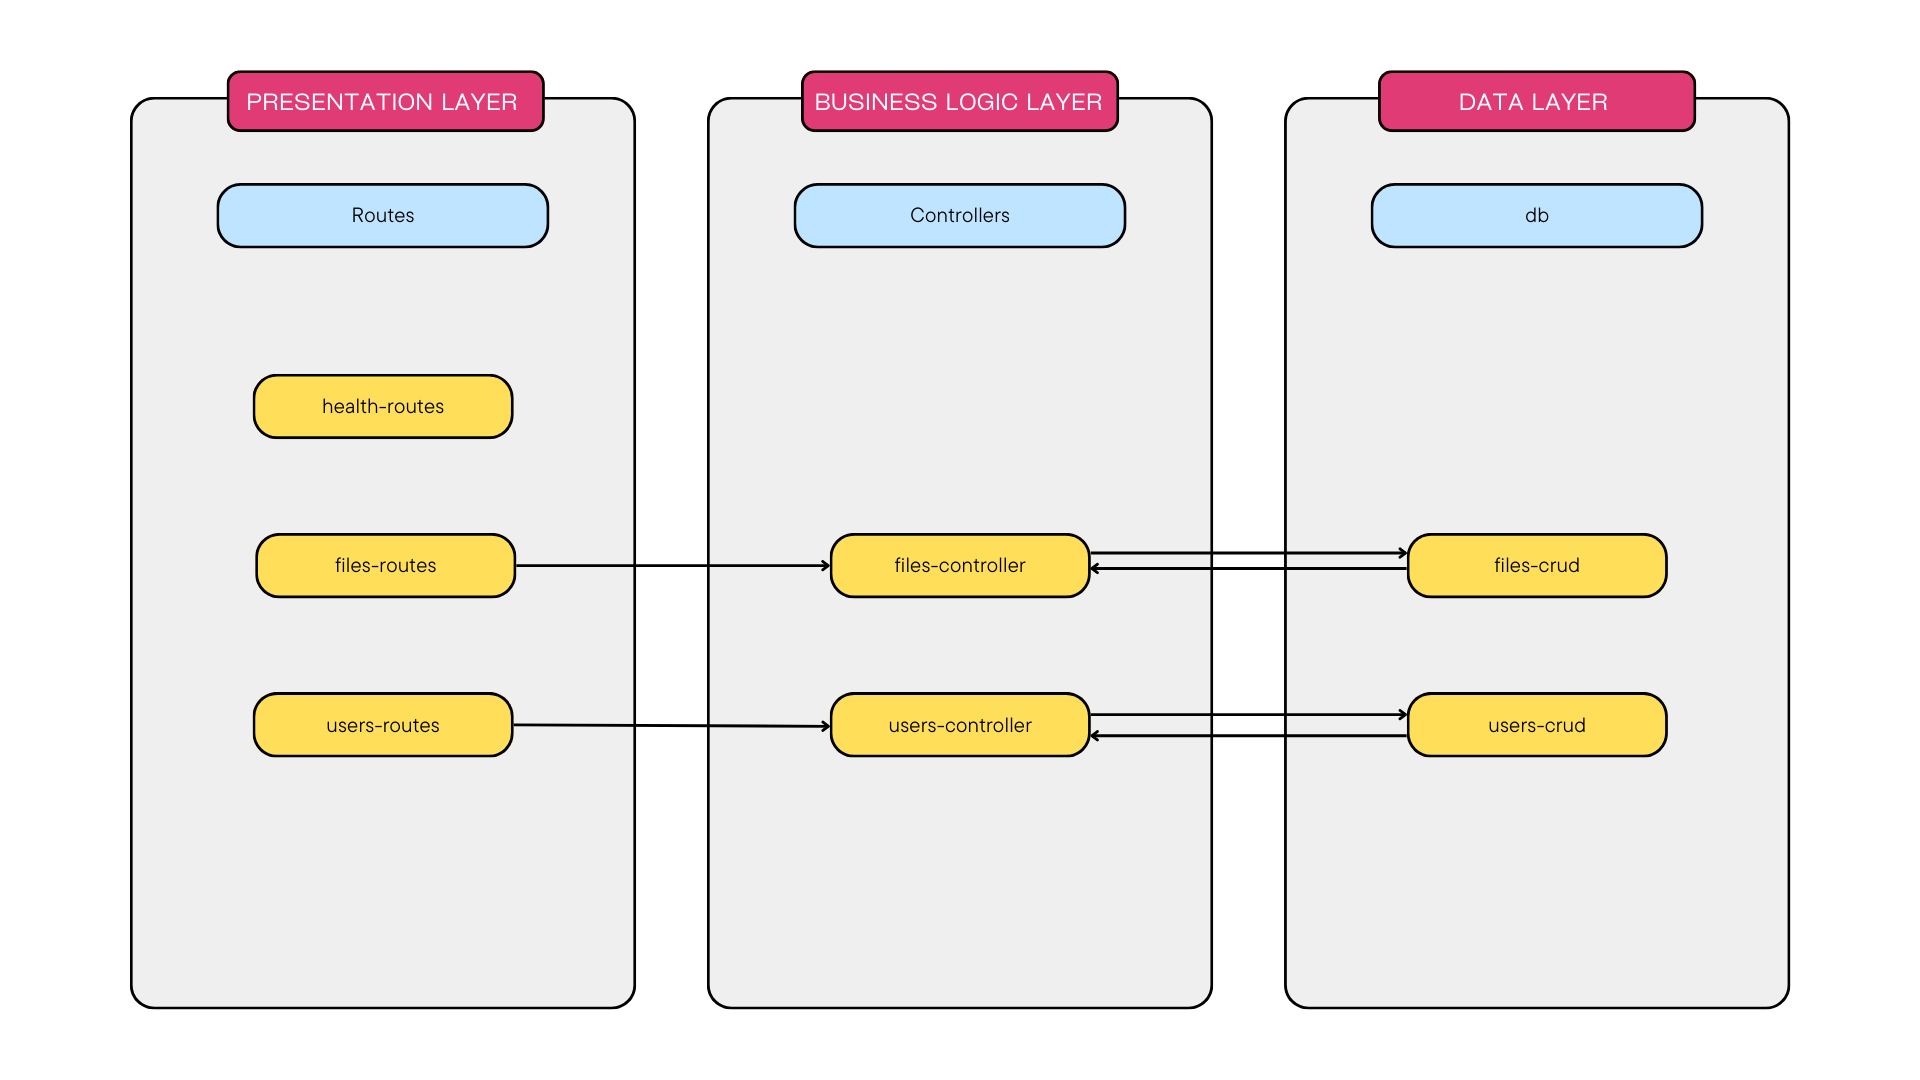 PRESENTATION LAYER
BUSINESS LOGIC LAYER
DATA LAYER
Routes
Controllers
db
health-routes
files-routes
files-controller
files-crud
users-routes
users-controller
users-crud